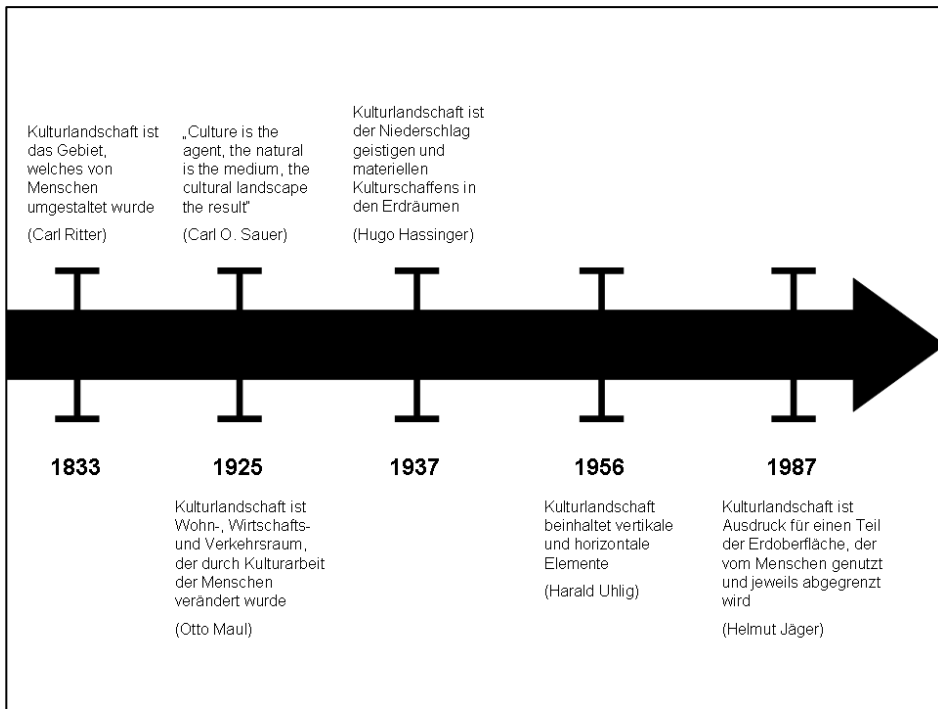 Kulturlandschaft ist
das Gebiet,
welches von
Menschen
umgestaltet wurde
(Carl Ritter)
„Culture is the
agent, the natural
is the medium, the
cultural landscape
the result"
(Carl O. Sauer)
Kulturlandschaft ist
der Niederschlag
geistigen und
materiellen
Kulturschaffens in
den Erdräumen
(Hugo Hassinger)
1833
1925
1937
1956
1987
Kulturlandschaft ist
Wohn-, Wirtschafts-
und Verkehrsraum,
der durch Kulturarbeit
der Menschen
verändert wurde
(Otto Maul)
Kulturlandschaft
beinhaltet vertikale
und horizontale
Elemente
(Harald Uhlig)
Kulturlandschaft ist
Ausdruck für einen Teil
der Erdoberfläche, der
vom Menschen genutzt
und jeweils abgegrenzt
wird
(Helmut Jäger)